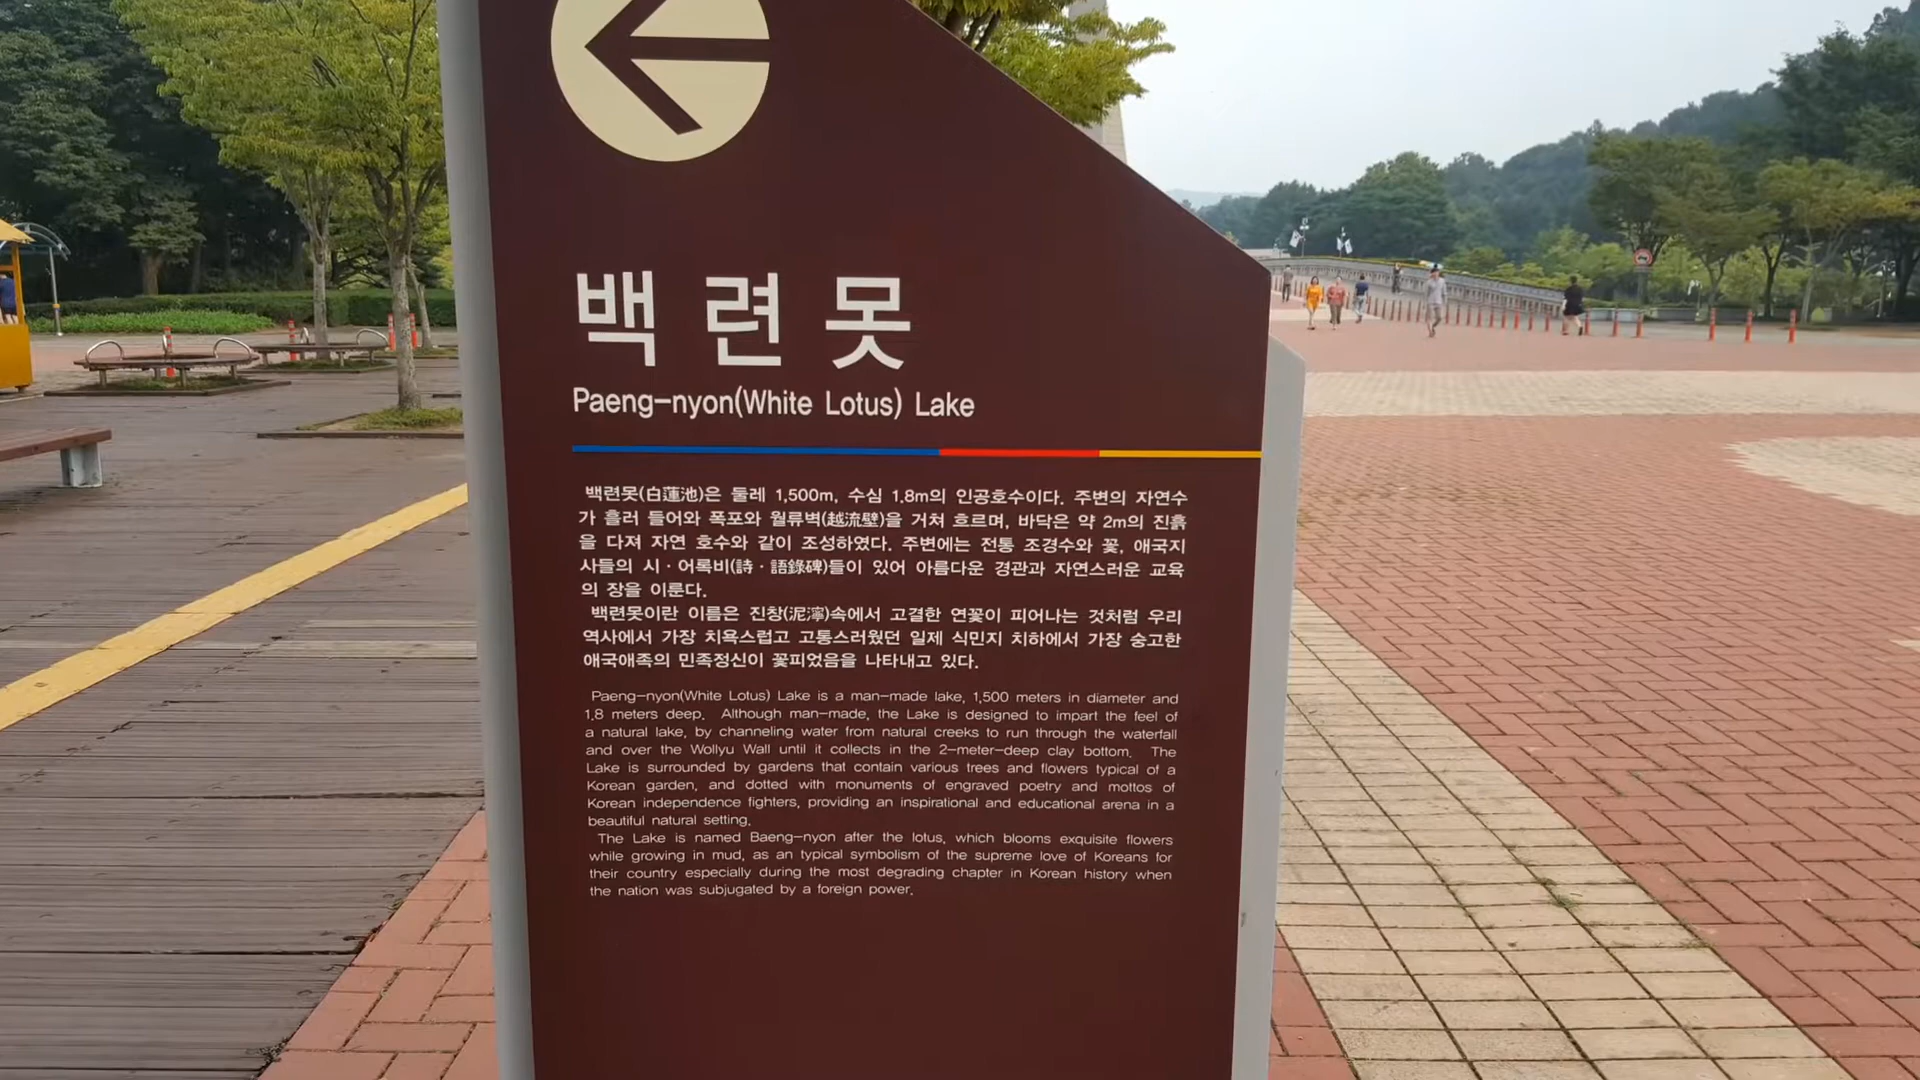 백련못
Paeng-nyon(White Lotus) Lake
백련못(白蓮池)은 둘레 1,500m, 수심 1.8m의 인공호수이다. 주변의 자연수
가 흘러 들어와 폭포와 월류벽(越流壁)을 거쳐 흐르며, 바닥은 약 2m의 진흙
을 다져 자연 호수와 같이 조성하였다. 주변에는 전통 조경수와 꽃, 애국지
사들의 시·어록비(詩·語錄碑)들이 있어 아름다운 경관과 자연스러운 교육
의 장을 이룬다.
백련못이란 이름은 진창(泥濘)속에서 고결한 연꽃이 피어나는 것처럼 우리
역사에서 가장 치욕스럽고 고통스러웠던 일제 식민지 치하에서 가장 숭고한
애국애족의 민족정신이 꽃피었음을 나타내고 있다.
Paeng-nyon(White Lotus) Lake is a man-made lake, 1,500 meters in diameter and
1.8 meters deep. Although man-made, the Lake is designed to impart the feel of
a natural lake, by channeling water from natural creeks to run through the waterfall
and over the Wollyu Wall until it collects in the 2-meter-deep clay bottom. The
Lake is surrounded by gardens that contain various trees and flowers typical of a
Korean garden, and dotted with monuments of engraved poetry and mottos of
Korean independence fighters, providing an inspirational and educational arena in a
beautiful natural setting.
The Lake is named Baeng-nyon after the lotus, which blooms exquisite flowers
while growing in mud, as an typical symbolism of the supreme love of Koreans for
their country especially during the most degrading chapter in Korean history when
the nation was subjugated by a foreign power.